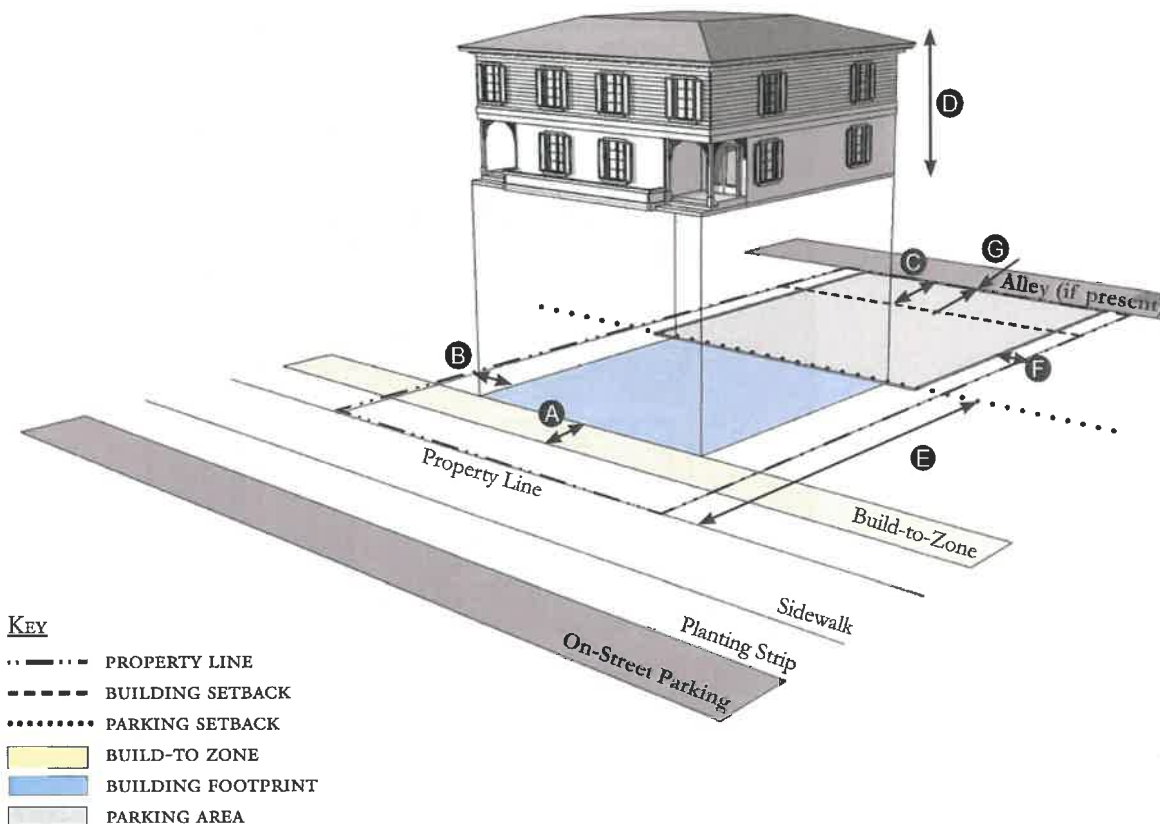 D
G
C
Alley (if present)
B
F
A
E
Property Line
Build-to-Zone
Sidewalk
Planting Strip
On-Street Parking
KEY
PROPERTY LINE
BUILDING SETBACK
PARKING SETBACK
BUILD-TO ZONE
BUILDING FOOTPRINT
PARKING AREA